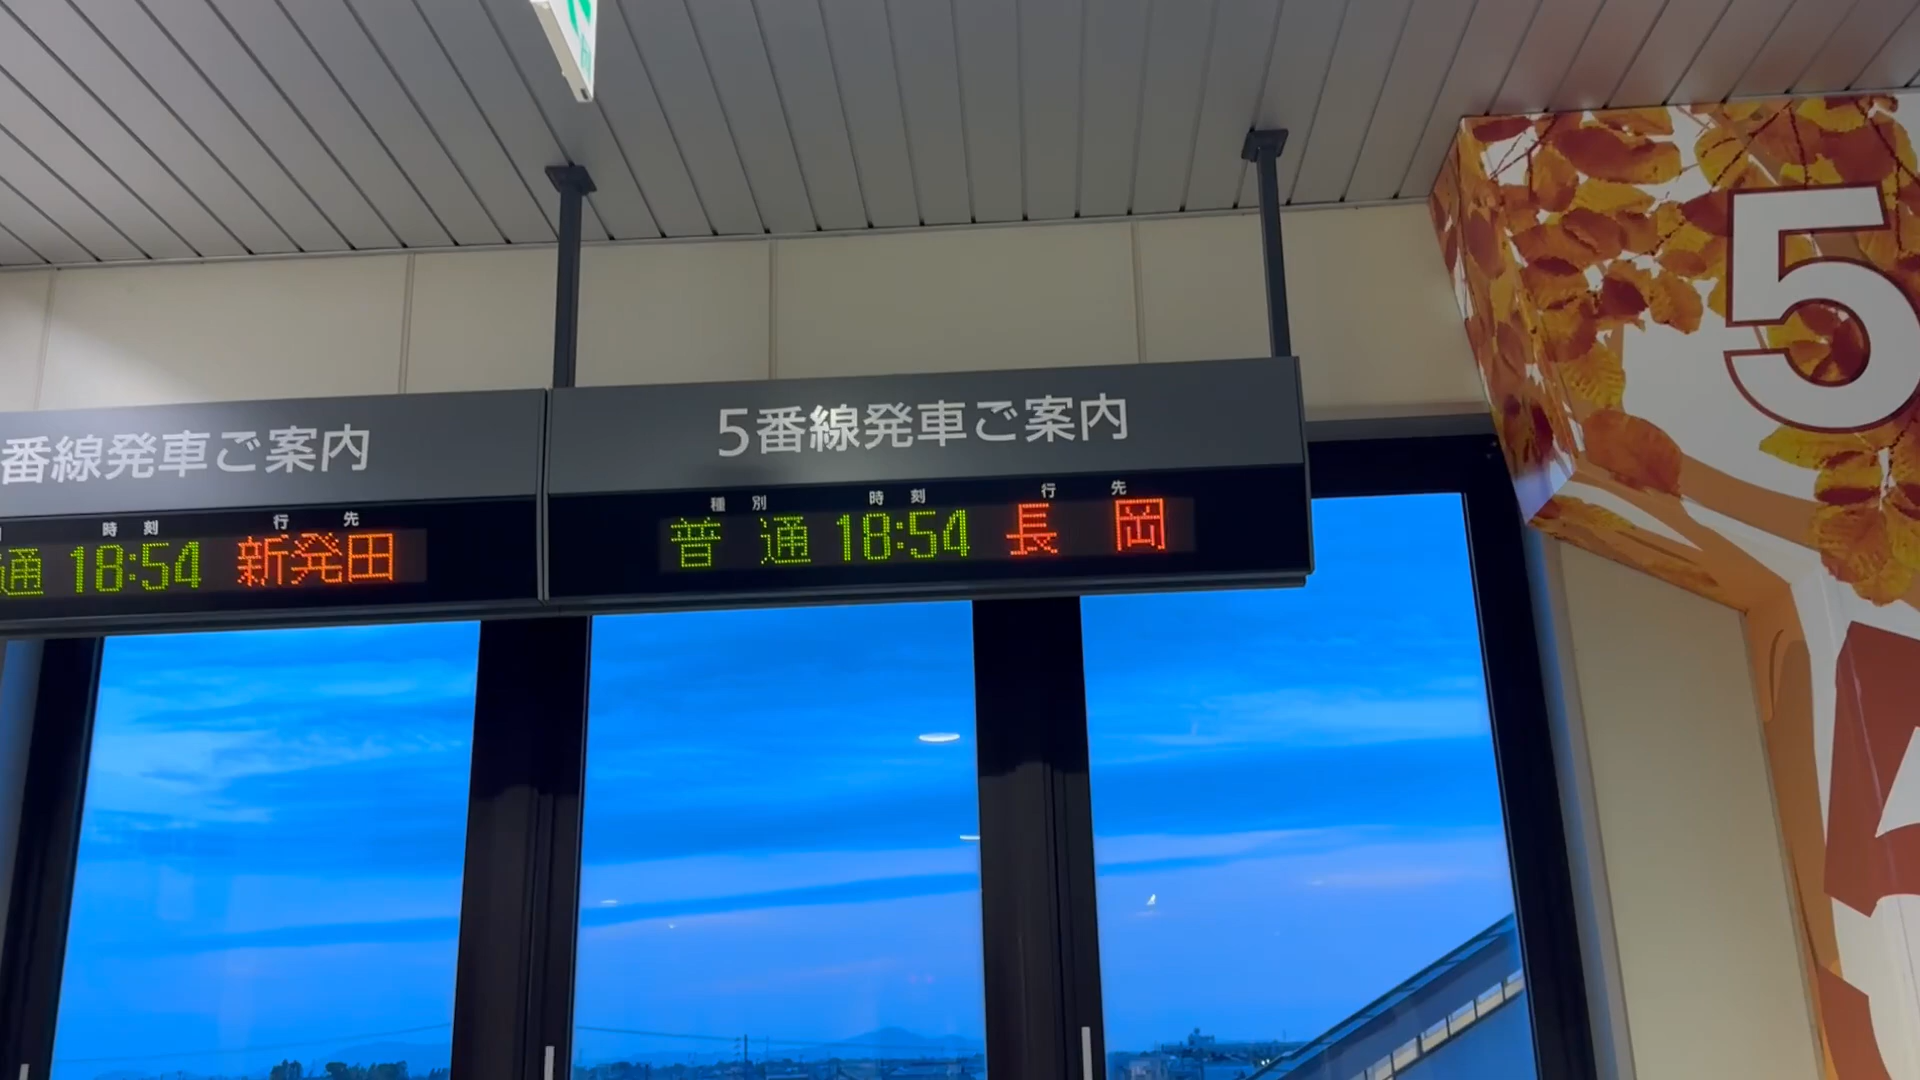 番線発車ご案内
時刻 行先
通 18:54 新発田
5番線発車ご案内
種別 時刻 行先
普通 18:54 長岡
5